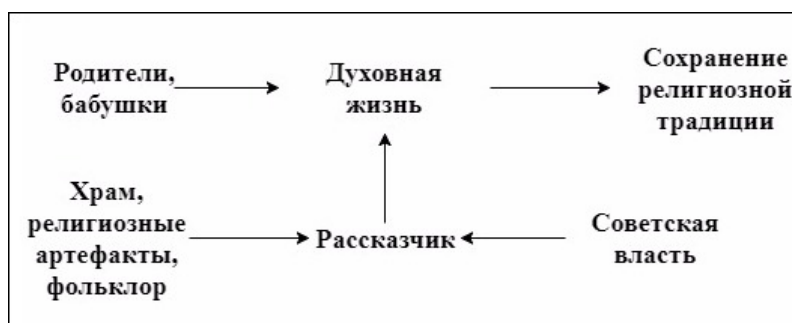 Родители,
бабушки
Духовная
жизнь
Сохранение
религиозной
традиции
Храм,
религиозные
артефакты,
фольклор
Рассказчик
Советская
власть